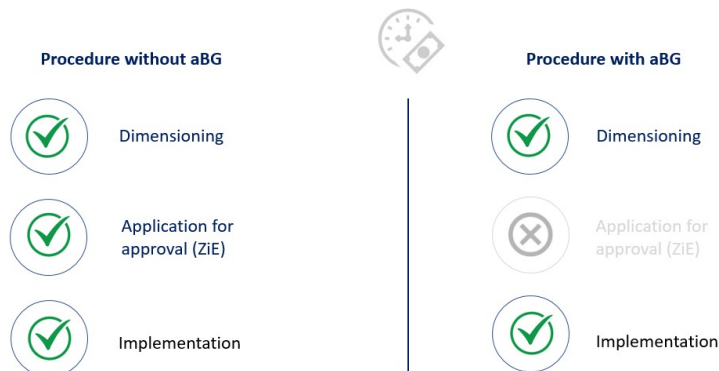 Procedure without aBG
Dimensioning
Application for
approval (ZiE)
Implementation
Procedure with aBG
Dimensioning
Application for
approval (ZiE)
Implementation